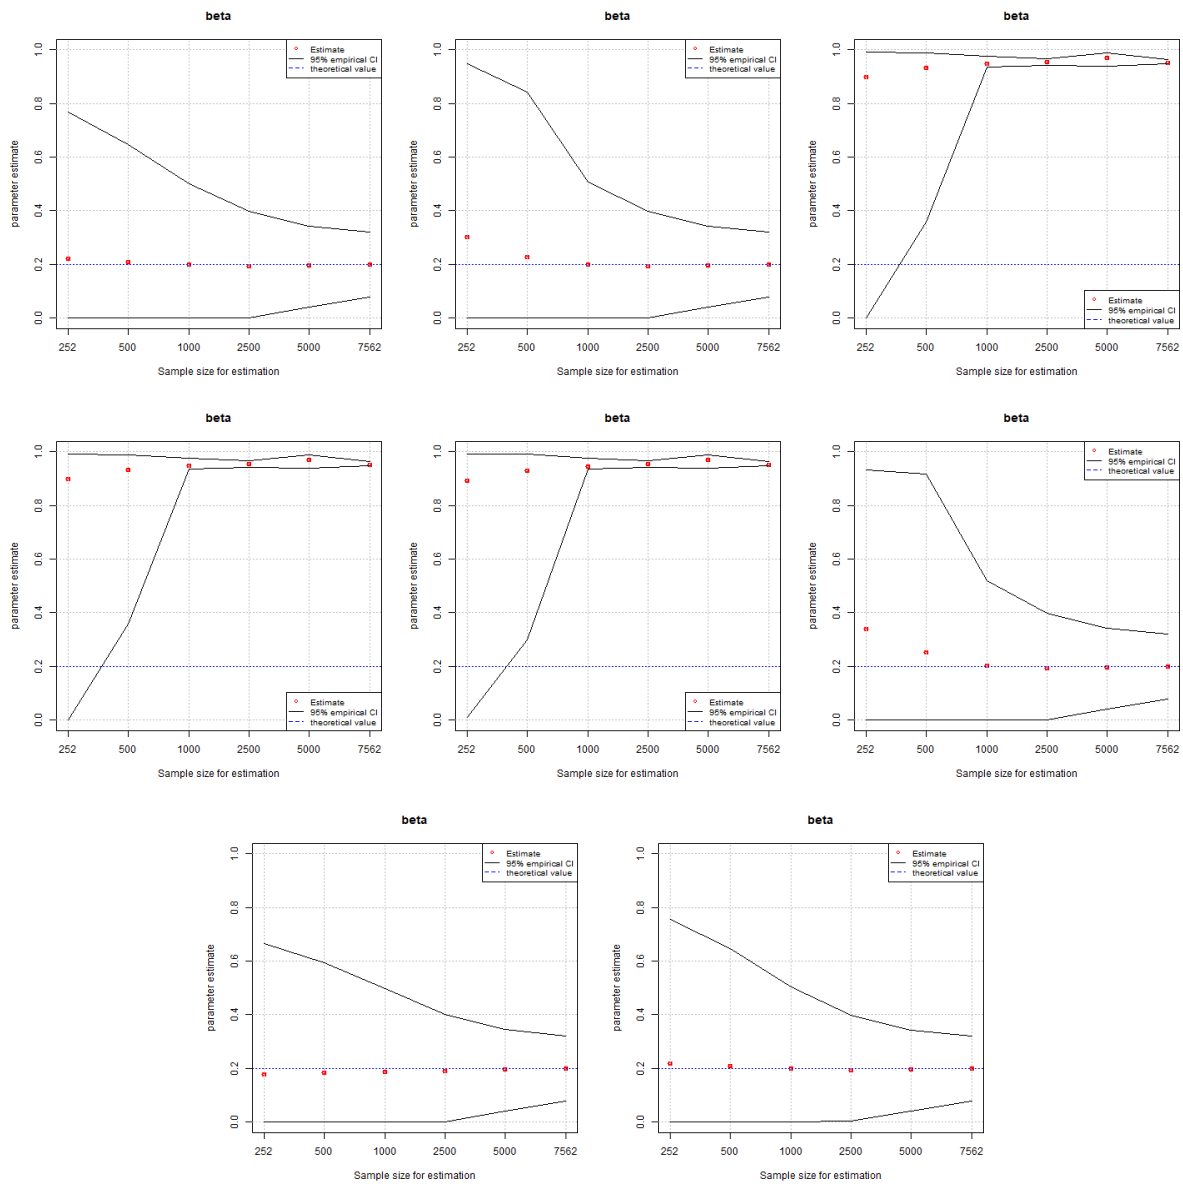 beta
parameter estimate
1.0
0.8
0.6
0.4
0.2
0.0
Estimate
95% empirical CI
theoretical value
252 500 1000 2500 5000 7562
Sample size for estimation
beta
parameter estimate
1.0
0.8
0.6
0.4
0.2
0.0
Estimate
95% empirical CI
theoretical value
252 500 1000 2500 5000 7562
Sample size for estimation
beta
parameter estimate
1.0
0.8
0.6
0.4
0.2
0.0
Estimate
95% empirical CI
theoretical value
252 500 1000 2500 5000 7562
Sample size for estimation
beta
parameter estimate
1.0
0.8
0.6
0.4
0.2
0.0
Estimate
95% empirical CI
theoretical value
252 500 1000 2500 5000 7562
Sample size for estimation
beta
parameter estimate
1.0
0.8
0.6
0.4
0.2
0.0
Estimate
95% empirical CI
theoretical value
252 500 1000 2500 5000 7562
Sample size for estimation
beta
parameter estimate
1.0
0.8
0.6
0.4
0.2
0.0
Estimate
95% empirical CI
theoretical value
252 500 1000 2500 5000 7562
Sample size for estimation
beta
parameter estimate
1.0
0.8
0.6
0.4
0.2
0.0
Estimate
95% empirical CI
theoretical value
252 500 1000 2500 5000 7562
Sample size for estimation
beta
parameter estimate
1.0
0.8
0.6
0.4
0.2
0.0
Estimate
95% empirical CI
theoretical value
252 500 1000 2500 5000 7562
Sample size for estimation